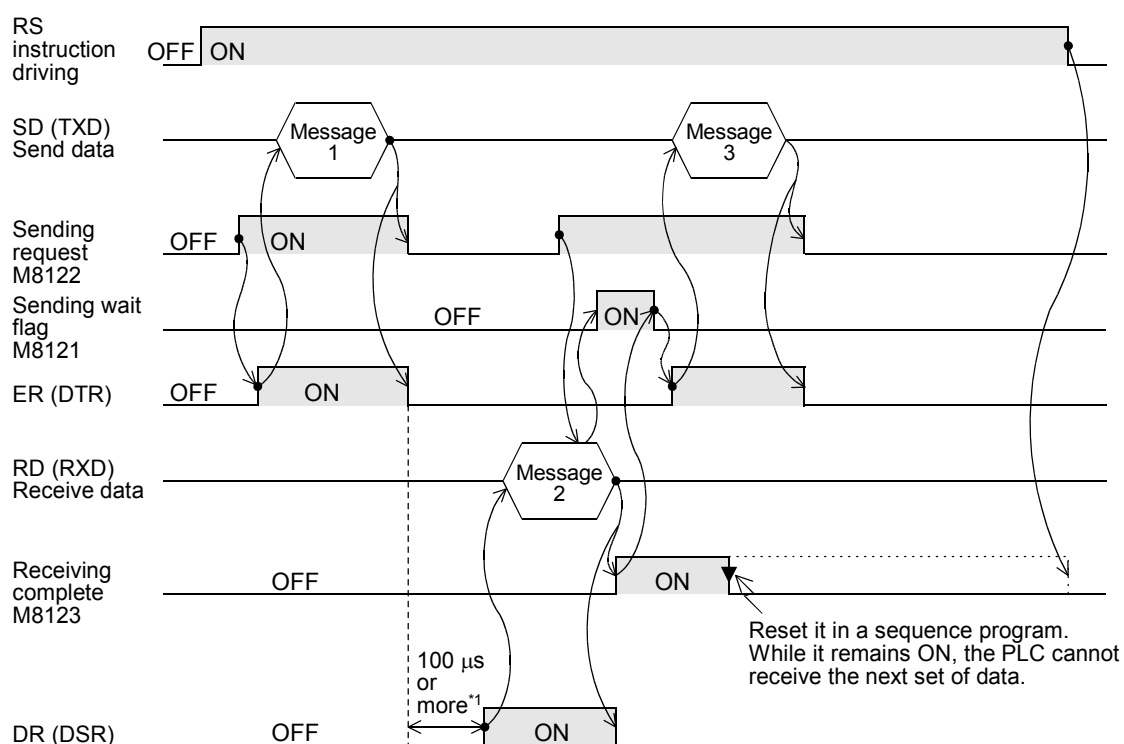 RS
instruction
driving
OFF ON
SD (TXD)
Send data
Message
1
Message
3
Sending
request
M8122
OFF ON
Sending wait
flag
M8121
OFF ON
ER (DTR)
OFF ON
RD (RXD)
Receive data
Message
2
Receiving
complete
M8123
OFF ON
Reset it in a sequence program.
While it remains ON, the PLC cannot
receive the next set of data.
100 μs
or
more*1
DR (DSR)
OFF ON